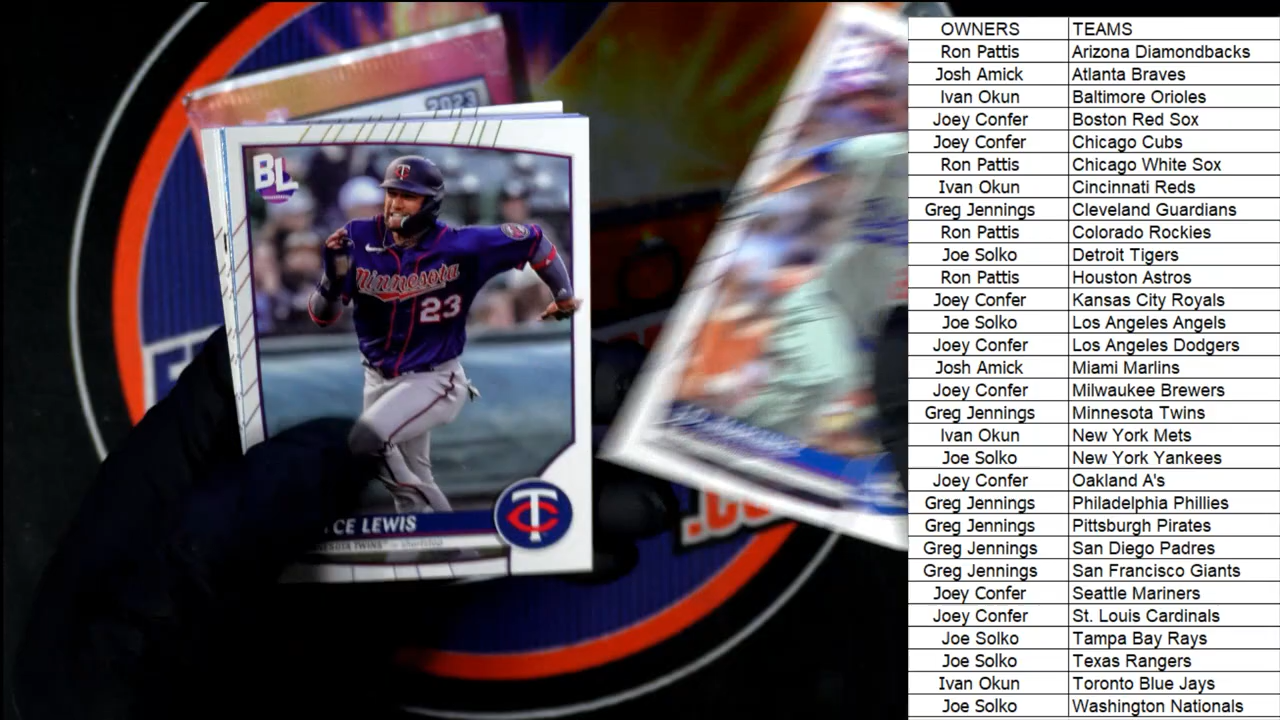 2023
BL
Minnesota
23
CE LEWIS
TC
OWNERS TEAMS
Ron Pattis Arizona Diamondbacks
Josh Amick Atlanta Braves
Ivan Okun Baltimore Orioles
Joey Confer Boston Red Sox
Joey Confer Chicago Cubs
Ron Pattis Chicago White Sox
Ivan Okun Cincinnati Reds
Greg Jennings Cleveland Guardians
Ron Pattis Colorado Rockies
Joe Solko Detroit Tigers
Ron Pattis Houston Astros
Joey Confer Kansas City Royals
Joe Solko Los Angeles Angels
Joey Confer Los Angeles Dodgers
Josh Amick Miami Marlins
Joey Confer Milwaukee Brewers
Greg Jennings Minnesota Twins
Ivan Okun New York Mets
Joe Solko New York Yankees
Joey Confer Oakland A's
Greg Jennings Philadelphia Phillies
Greg Jennings Pittsburgh Pirates
Greg Jennings San Diego Padres
Greg Jennings San Francisco Giants
Joey Confer Seattle Mariners
Joey Confer St. Louis Cardinals
Joe Solko Tampa Bay Rays
Joe Solko Texas Rangers
Ivan Okun Toronto Blue Jays
Joe Solko Washington Nationals